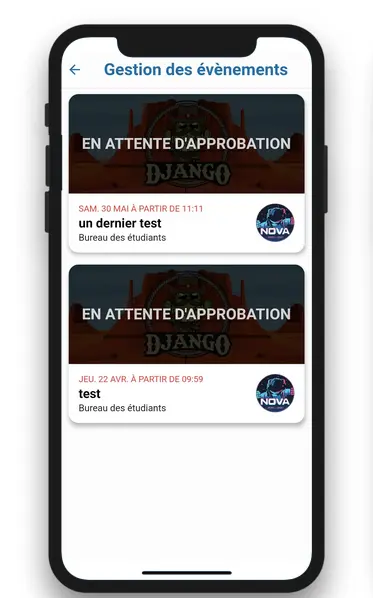 Gestion des évènements
EN ATTENTE D'APPROBATION
DJANGO
SAM. 30 MAI À PARTIR DE 11:11
un dernier test
Bureau des étudiants
NOVA
EN ATTENTE D'APPROBATION
DJANGO
JEU. 22 AVR. À PARTIR DE 09:59
test
Bureau des étudiants
NOVA